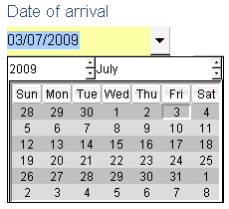 Date of arrival
03/07/2009
2009 July
Sun Mon Tue Wed Thu Fri Sat
28 29 30 1 2 3 4
5 6 7 8 9 10 11
12 13 14 15 16 17 18
19 20 21 22 23 24 25
26 27 28 29 30 31 1
2 3 4 5 6 7 8